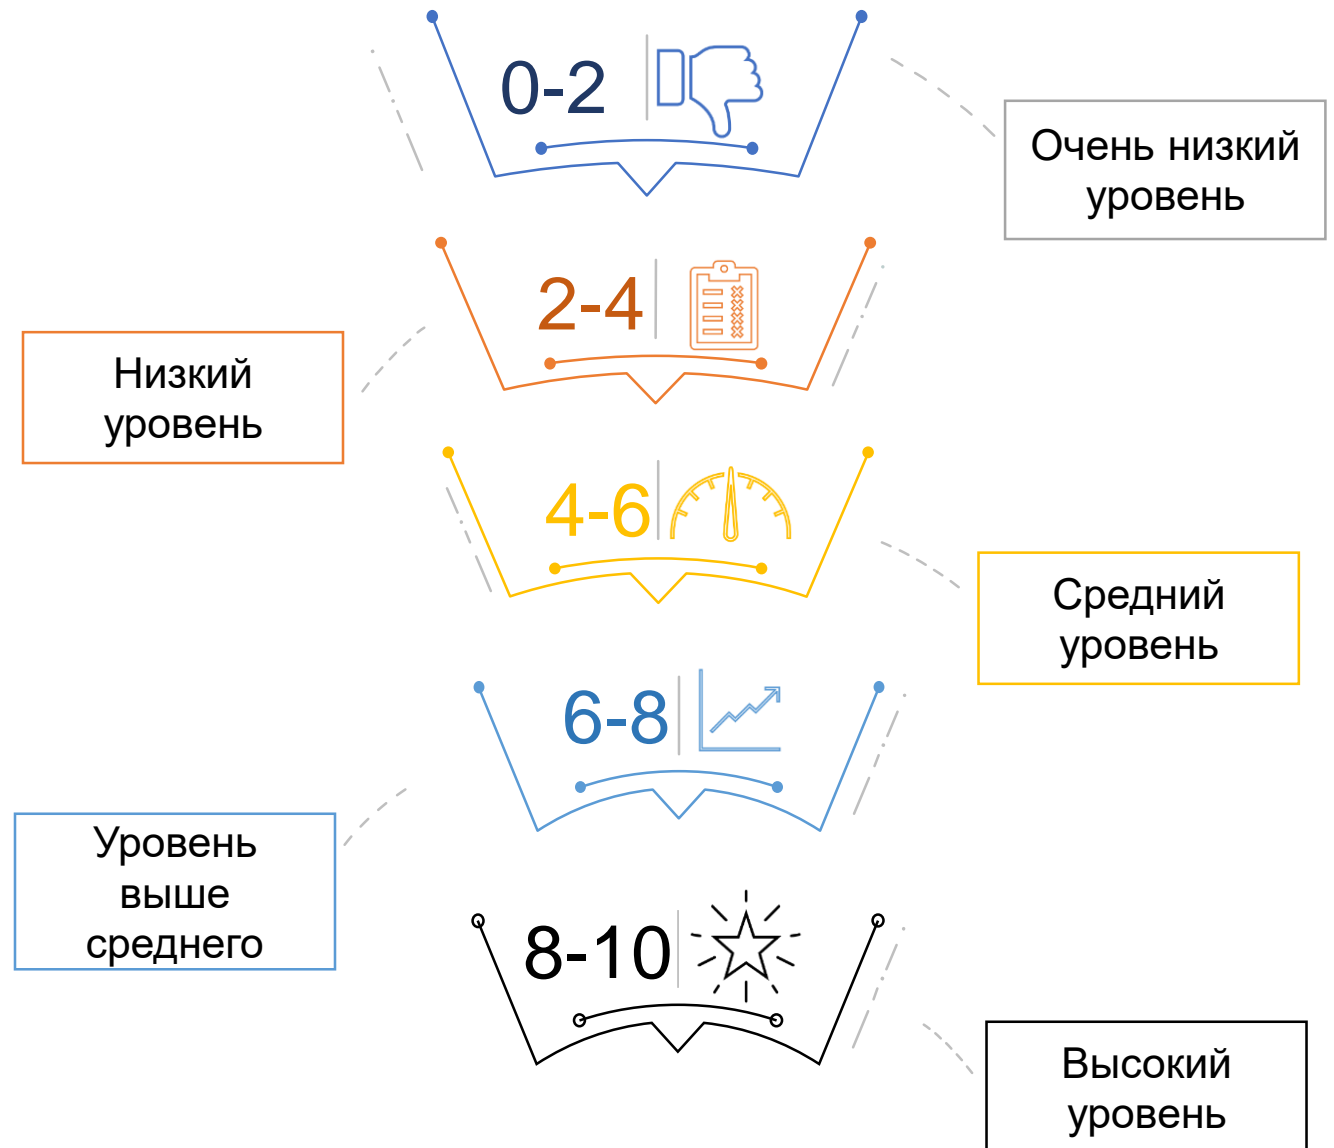 0-2
Очень низкий
уровень
2-4
Низкий
уровень
4-6
Средний
уровень
6-8
Уровень
выше
среднего
8-10
Высокий
уровень